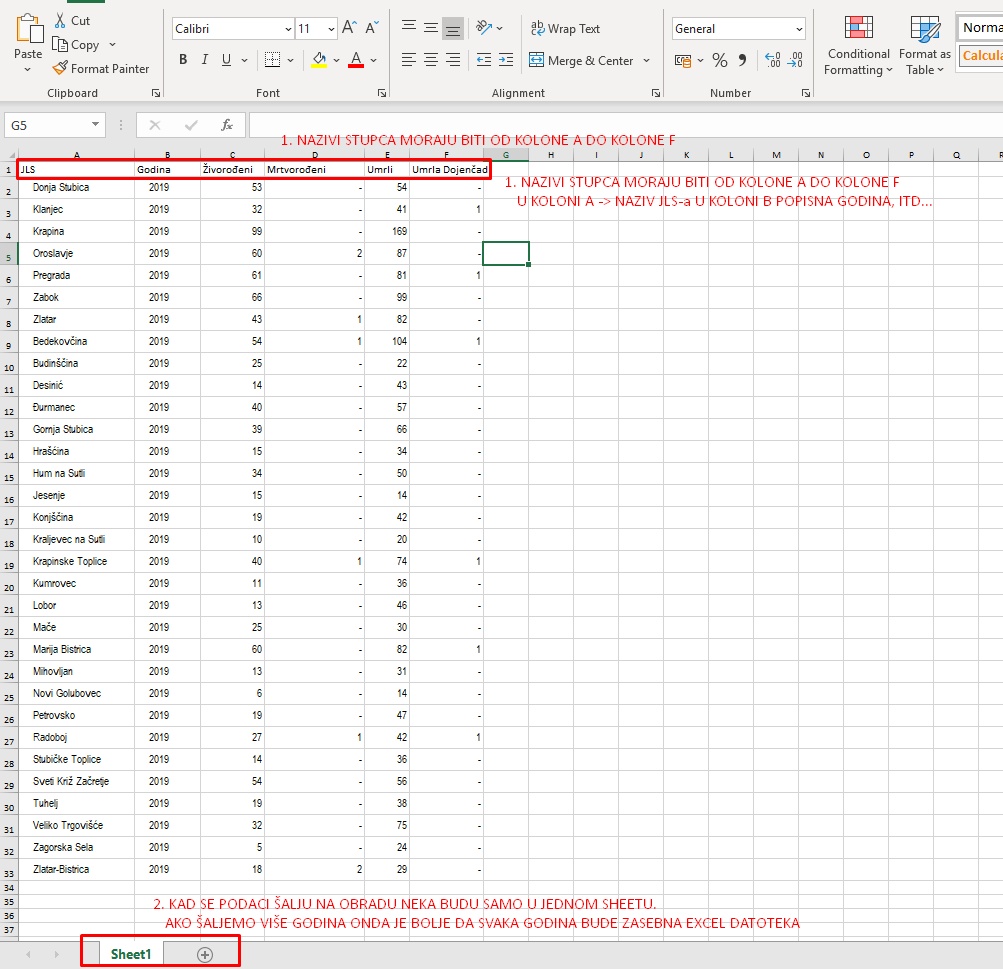 Cut
Copy
Format Painter
Paste
Clipboard
Calibri 11
B I U
Font
Wrap Text
Merge & Center
Alignment
General
Number
Conditional Formatting
Format as Table
Norma
Calcula
G5
fx
1. NAZIVI STUPCA MORAJU BITI OD KOLONE A DO KOLONE F
A B C D E F G H I J K L M N O P Q R
1 JLS Godina Živorođeni Mrtvorođeni Umrli Umrla Dojenčad
1. NAZIVI STUPCA MORAJU BITI OD KOLONE A DO KOLONE F
U KOLONI A -> NAZIV JLS-a U KOLONI B POPISNA GODINA, ITD...
2 Donja Stubica 2019 53 - 54 -
3 Klanjec 2019 32 - 41 1
4 Krapina 2019 99 - 169 -
5 Oroslavje 2019 60 2 87 -
6 Pregrada 2019 61 - 81 1
7 Zabok 2019 66 - 99 -
8 Zlatar 2019 43 1 82 -
9 Bedekovčina 2019 54 1 104 1
10 Budinščina 2019 25 - 22 -
11 Desinić 2019 14 - 43 -
12 Đurmanec 2019 40 - 57 -
13 Gornja Stubica 2019 39 - 66 -
14 Hrašćina 2019 15 - 34 -
15 Hum na Sutli 2019 34 - 50 -
16 Jesenje 2019 15 - 14 -
17 Konjščina 2019 19 - 42 -
18 Kraljevec na Sutli 2019 10 - 20 -
19 Krapinske Toplice 2019 40 1 74 1
20 Kumrovec 2019 11 - 36 -
21 Lobor 2019 13 - 46 -
22 Mače 2019 25 - 30 -
23 Marija Bistrica 2019 60 - 82 1
24 Mihovljan 2019 13 - 31 -
25 Novi Golubovec 2019 6 - 14 -
26 Petrovsko 2019 19 - 47 -
27 Radoboj 2019 27 1 42 1
28 Stubičke Toplice 2019 14 - 36 -
29 Sveti Križ Začretje 2019 54 - 56 -
30 Tuhelj 2019 19 - 38 -
31 Veliko Trgovišće 2019 32 - 75 -
32 Zagorska Sela 2019 5 - 24 -
33 Zlatar-Bistrica 2019 18 2 29 -
34
35
36
37
2. KAD SE PODACI ŠALJU NA OBRADU NEKA BUDU SAMO U JEDNOM SHEETU.
AKO ŠALJEMO VIŠE GODINA ONDA JE BOLJE DA SVAKA GODINA BUDE ZASEBNA EXCEL DATOTEKA
Sheet1